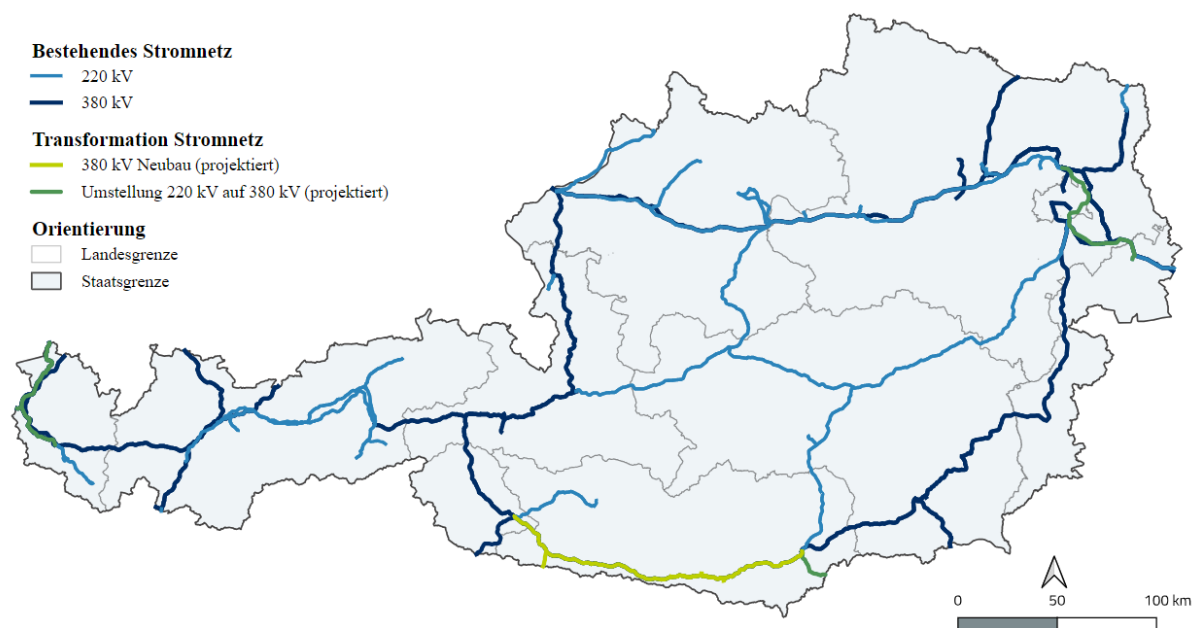 Bestehendes Stromnetz
220 kV
380 kV
Transformation Stromnetz
380 kV Neubau (projektiert)
Umstellung 220 kV auf 380 kV (projektiert)
Orientierung
Landesgrenze
Staatsgrenze
0 50 100 km